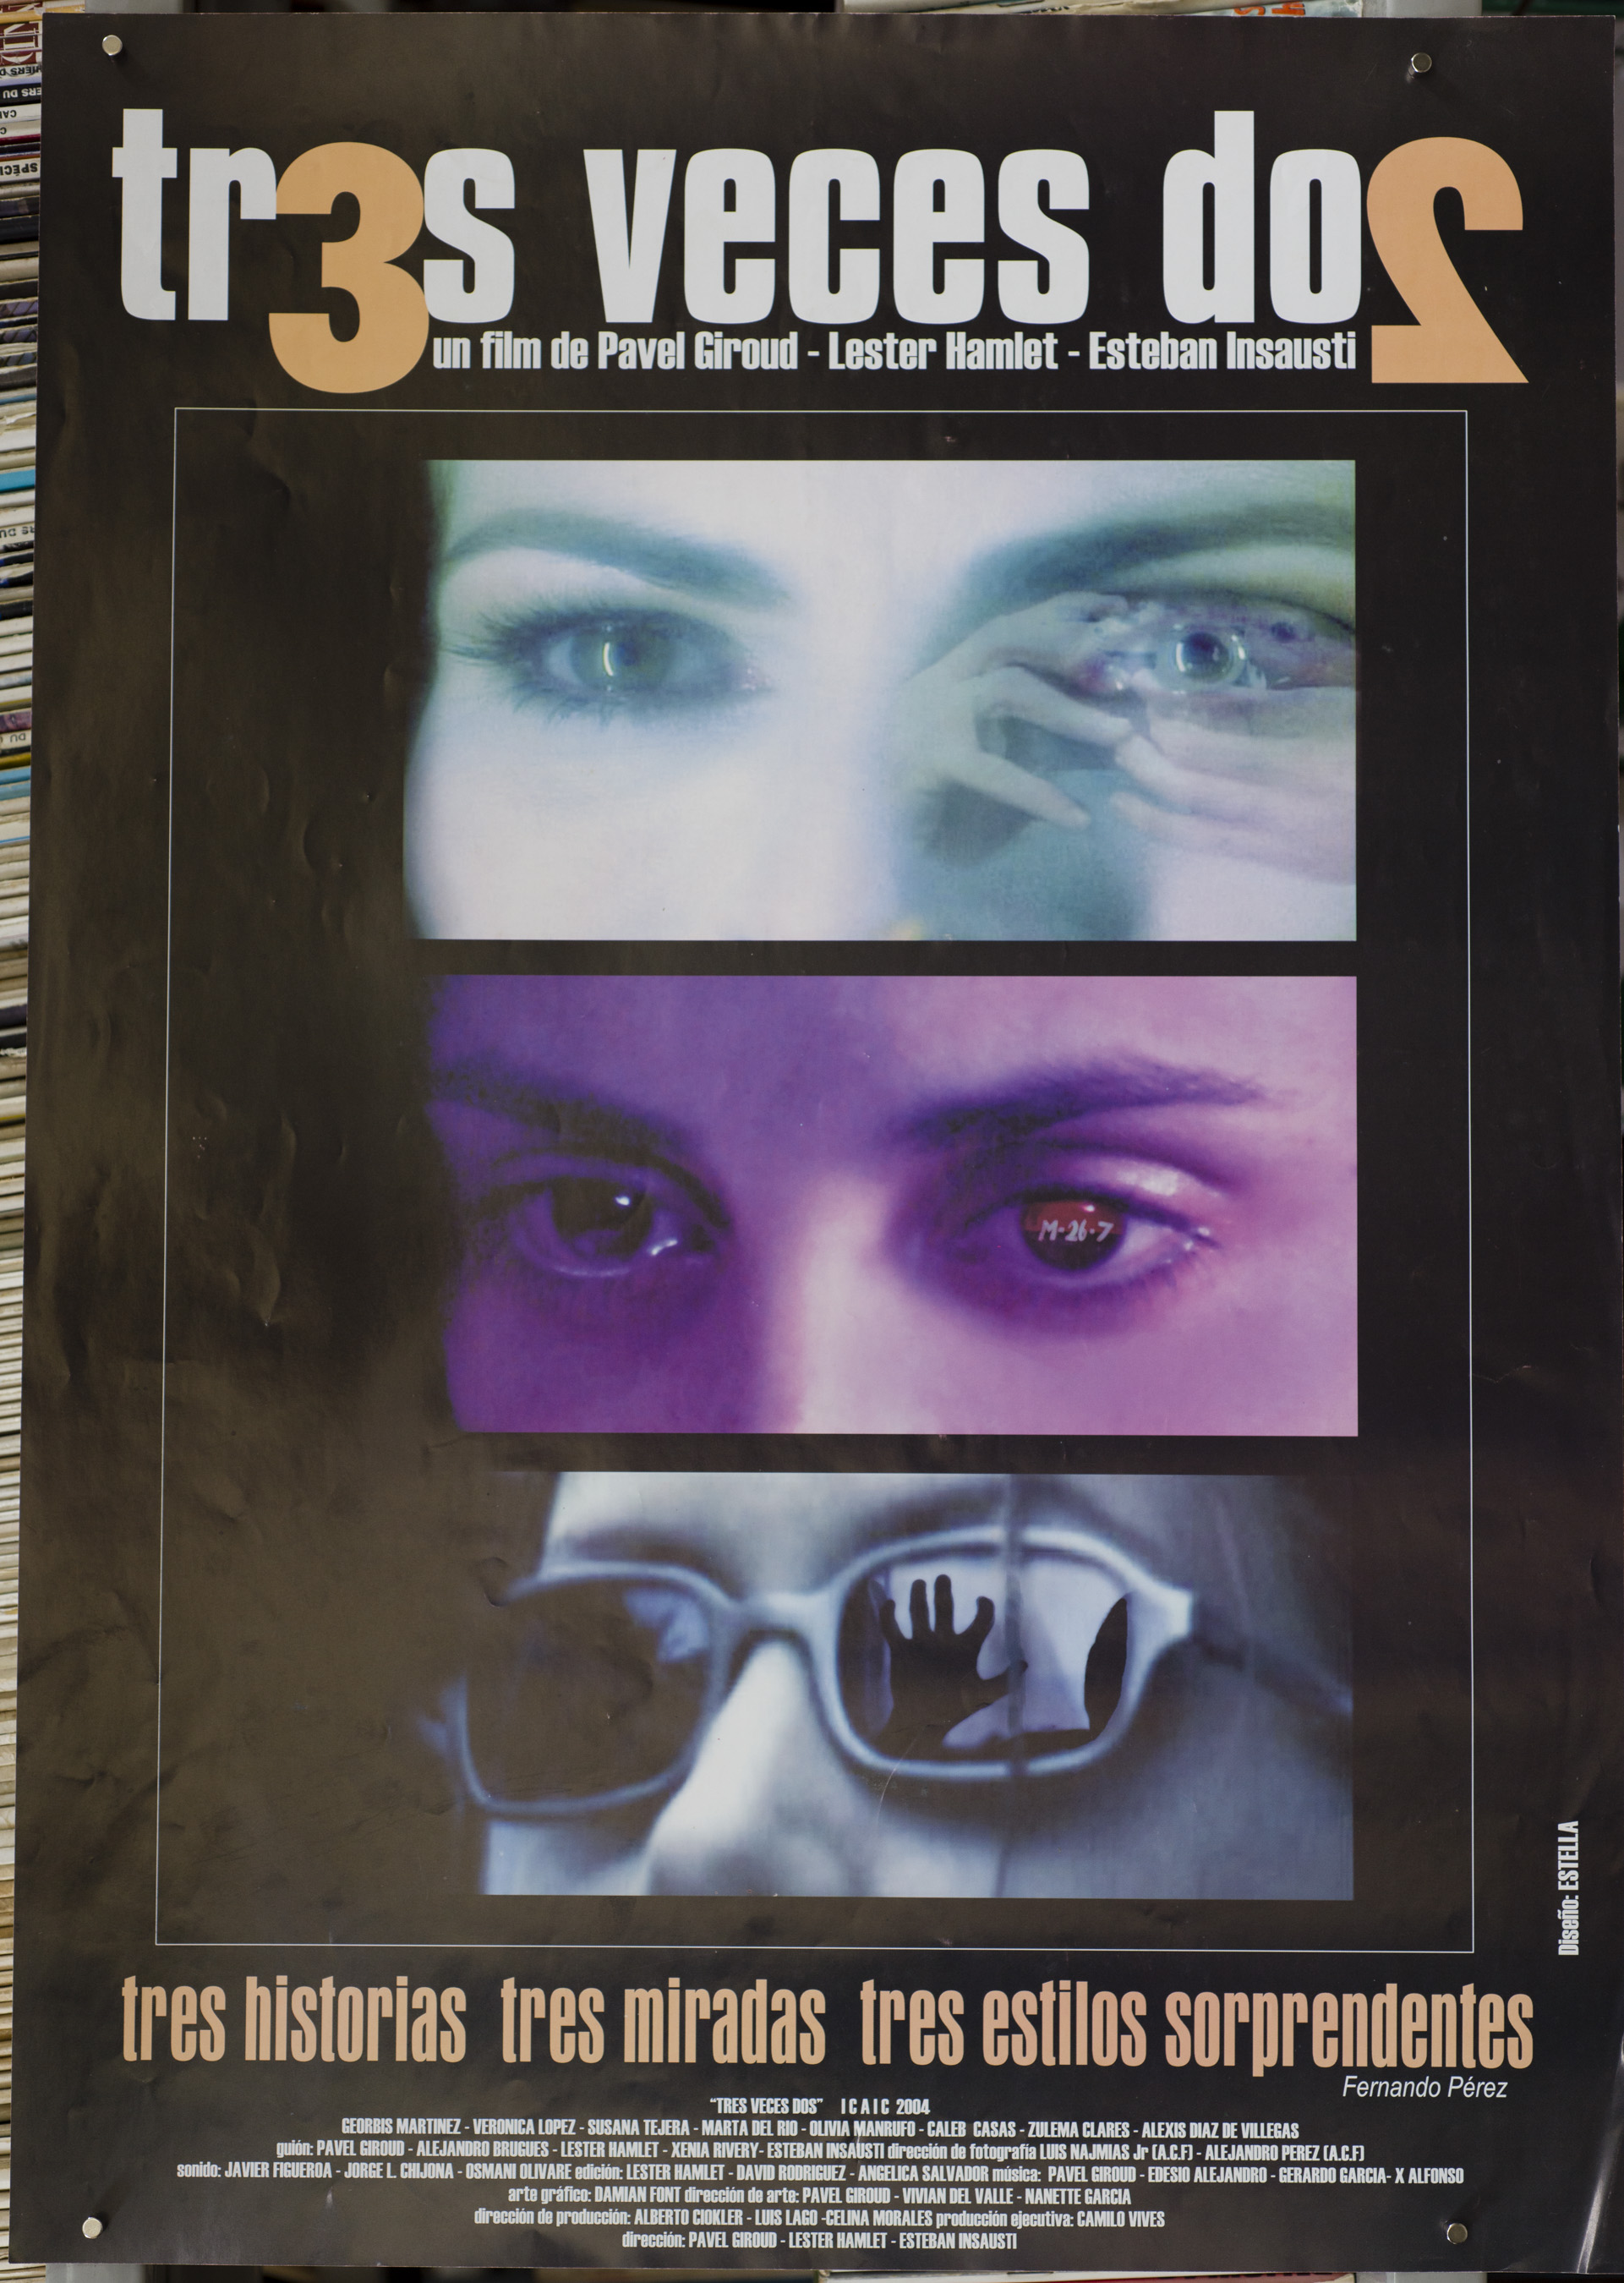 tr3s veces do2
un film de Pavel Giroud - Lester Hamlet - Esteban Insausti
M-26-7
Diseño: ESTELLA
tres historias tres miradas tres estilos sorprendentes
Fernando Pérez
"TRES VECES DOS" ICAIC 2004
GEORBIS MARTINEZ - VERONICA LOPEZ - SUSANA TEJERA - MARTA DEL RIO - OLIVIA MANRUFO - CALEB CASAS - ZULEMA CLARES - ALEXIS DIAZ DE VILLEGAS
guión: PAVEL GIROUD - ALEJANDRO BRUGUES - LESTER HAMLET - XENIA RIVERY- ESTEBAN INSAUSTI dirección de fotografía LUIS NAJMIAS Jr (A.C.F) - ALEJANDRO PEREZ (A.C.F)
sonido: JAVIER FIGUEROA - JORGE L. CHIJONA - OSMANI OLIVARE edición: LESTER HAMLET - DAVID RODRIGUEZ - ANGELICA SALVADOR música: PAVEL GIROUD - EDESIO ALEJANDRO - GERARDO GARCIA- X ALFONSO
arte gráfico: DAMIAN FONT dirección de arte: PAVEL GIROUD - VIVIAN DEL VALLE - NANETTE GARCIA
dirección de producción: ALBERTO CIOKLER - LUIS LAGO -CELINA MORALES producción ejecutiva: CAMILO VIVES
dirección: PAVEL GIROUD - LESTER HAMLET - ESTEBAN INSAUSTI